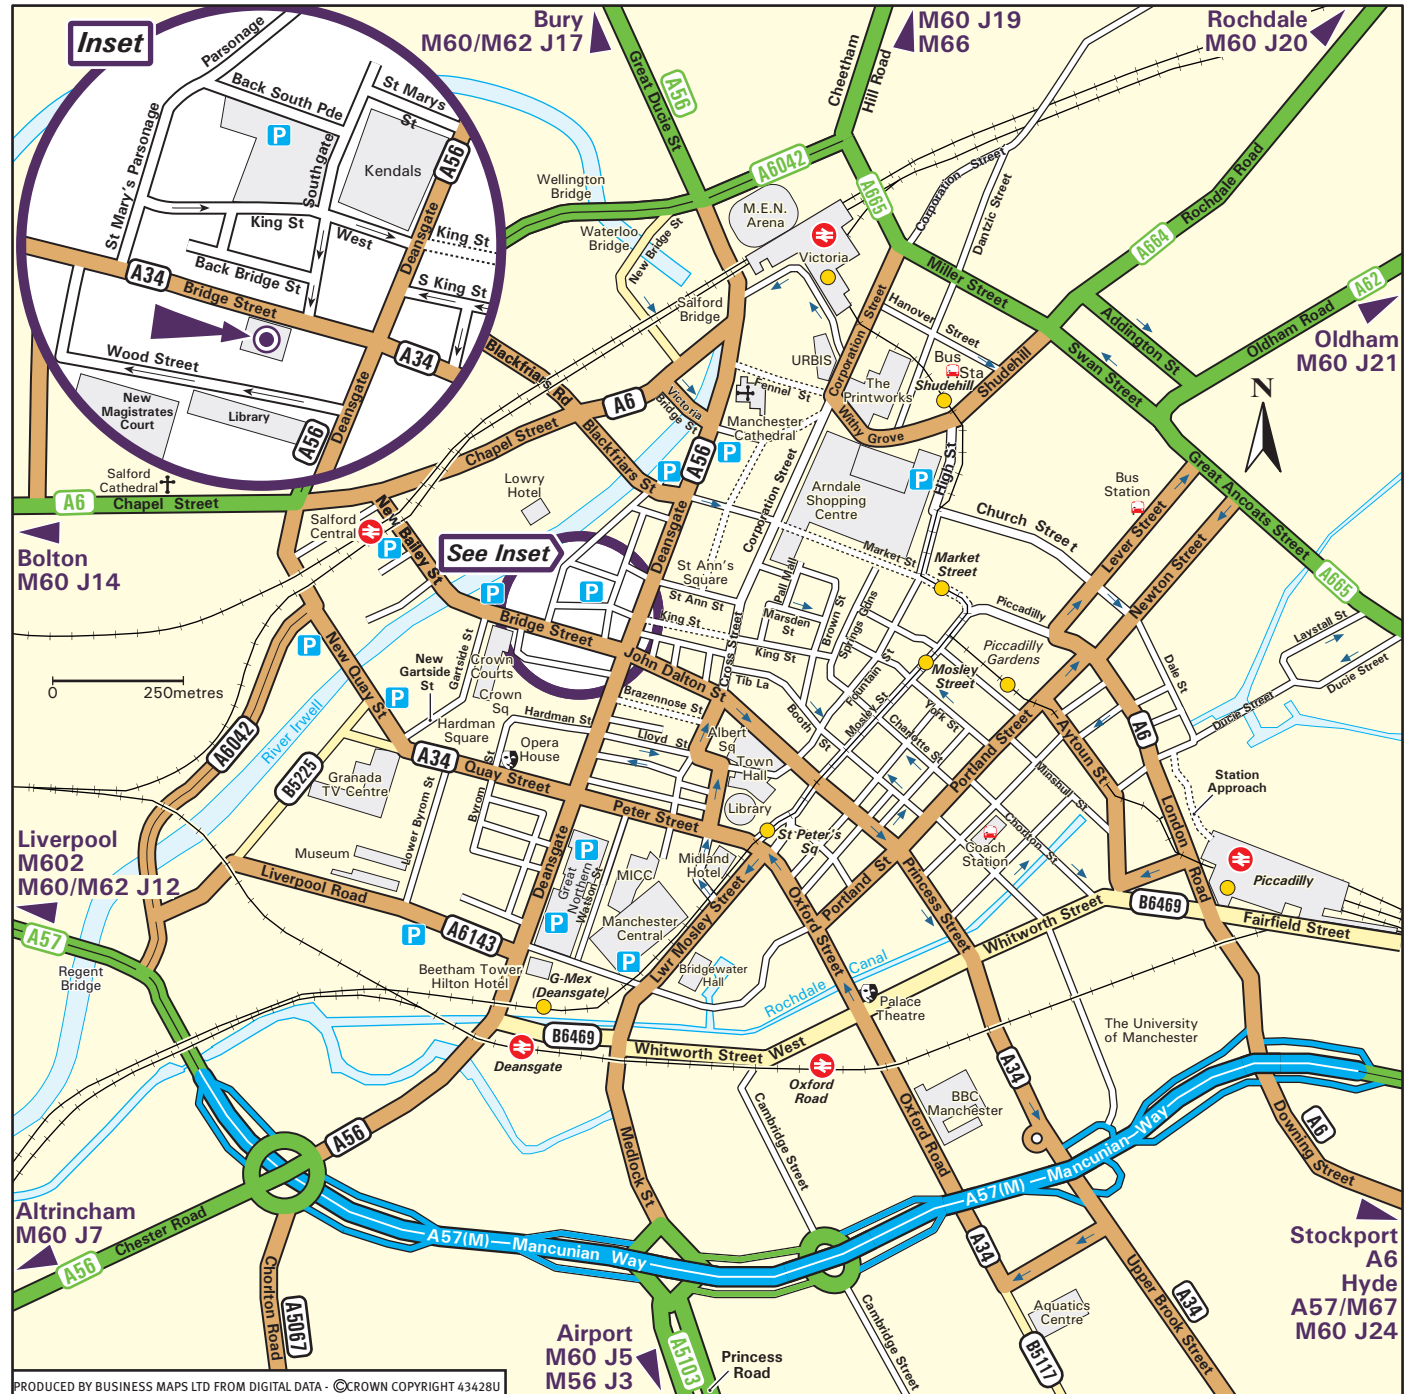 Inset
Parsonage
Back South Pde
St Marys
St
St Mary's Parsonage
Southgate
Kendals
A56
P
King St
West
King St
Deansgate
S King St
Back Bridge St
A34
Bridge Street
A34
Wood Street
New
Magistrates
Court
Library
A56
Deansgate
Bury
M60/M62 J17
M60 J19
M66
Rochdale
M60 J20
Great Ducie St
A56
Cheetham
Hill Road
A6042
A665
Corporation Street
Dantzic Street
Rochdale Road
A664
A62
Oldham Road
Oldham
M60 J21
Wellington
Bridge
Waterloo
Bridge
New Bridge St
M.E.N.
Arena
Victoria
Miller Street
Addington St
Swan Street
Hanover
Street
Salford
Bridge
Blackfriars Rd
Victoria
Bridge St
URBIS
Corporation Street
The
Printworks
Bus
Sta
Shudehill
Shudehill
N
Fennel St
A6
Chapel Street
Blackfriars St
Manchester
Cathedral
Withy
Grove
A56
P
P
P
High St
Arndale
Shopping
Centre
Corporation Street
Church Street
Great Ancoats Street
A665
Bus
Station
Lever Street
Newton Street
Salford
Cathedral
A6
Chapel Street
Lowry
Hotel
Salford
Central
P
New Bailey St
See Inset
Deansgate
St Ann's
Square
Market St
Market
Street
Bolton
M60 J14
P
P
St Ann St
King St
Pall Mall
Marsden
St
Brown St
Springs Gdns
King St
Cross Street
Tib La
Piccadilly
Piccadilly
Gardens
Mosley
Street
Dale St
Laystall St
Ducie Street
Ducie Street
Bridge Street
John Dalton St
P
New Quay St
Gartside St
New
Gartside
St
Crown
Courts
Crown
Sq
P
Hardman
Square
Hardman St
Brazennose St
Lloyd St
Albert
Sq
Booth St
Fountain St
Mosley St
York St
Charlotte St
Portland Street
Aytoun St
A6
0
250metres
River Irwell
A6042
B5225
A34
Quay Street
Opera
House
Byrom St
Town
Hall
Library
Peter Street
St Peter's
Sq
Minshull St
Chorlton St
Coach
Station
London
Road
Station
Approach
Piccadilly
Granada
TV Centre
Lower Byrom St
Liverpool
M602
M60/M62 J12
Museum
Liverpool Road
Deansgate
P
Great
Northern
Watson St
MICC
Midland
Hotel
Portland St
Princess Street
Oxford Street
B6469
Fairfield Street
A57
P
A6143
P
Manchester
Central
P
Lwr Mosley Street
Whitworth Street
Regent
Bridge
Beetham Tower
Hilton Hotel
G-Mex
(Deansgate)
Bridgewater
Hall
Rochdale
Canal
Palace
Theatre
B6469
Whitworth Street West
Deansgate
Oxford
Road
The University
of Manchester
A34
BBC
Manchester
Cambridge Street
Oxford Road
A56
Medlock St
A57(M)
Mancunian
Way
A57(M)
Mancunian
Way
A6
Downing Street
Altrincham
M60 J7
Chester Road
A56
Chorlton Road
A5067
A34
Upper Brook Street
A34
Stockport
A6
Hyde
A57/M67
M60 J24
Aquatics
Centre
B5117
Cambridge Street
Airport
M60 J5
M56 J3
A5103
Princess
Road
PRODUCED BY BUSINESS MAPS LTD FROM DIGITAL DATA - ©CROWN COPYRIGHT 43428U